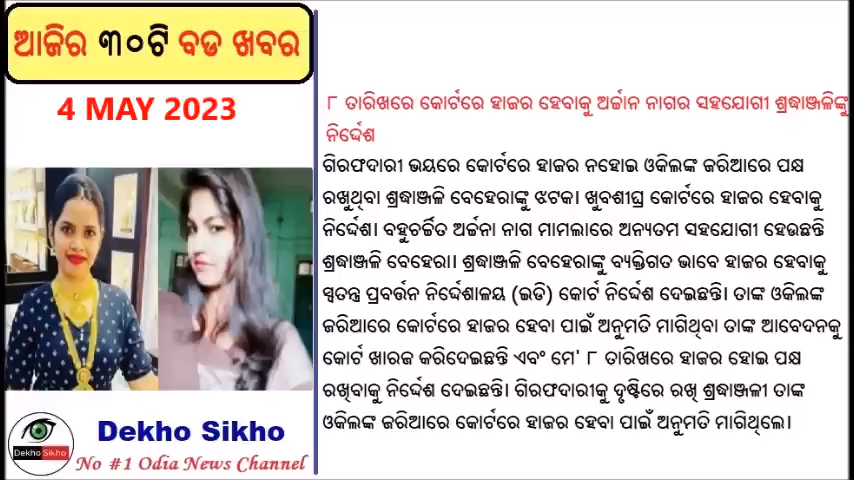 ଆଜିର ୩୦ଟି ବଡ ଖବର
4 MAY 2023
Dekho Sikho
Dekho Sikho
No #1 Odia News Channel
୮ ତାରିଖରେ କୋର୍ଟରେ ହାଜର ହେବାକୁ ଅର୍ଚ୍ଚାନ ନାଗର ସହଯୋଗୀ ଶ୍ରଦ୍ଧାଞ୍ଜଳିଙ୍କୁ
ନିର୍ଦ୍ଦେଶ
ଗିରଫଦାରୀ ଭୟରେ କୋର୍ଟରେ ହାଜର ନହୋଇ ଓକିଲଙ୍କ ଜରିଆରେ ପକ୍ଷ
ରଖୁଥିବା ଶ୍ରଦ୍ଧାଞ୍ଜଳି ବେହେରାଙ୍କୁ ଝଟକା। ଖୁବଶୀଘ୍ର କୋର୍ଟରେ ହାଜର ହେବାକୁ
ନିର୍ଦ୍ଦେଶ। ବହୁଚର୍ଚ୍ଚିତ ଅର୍ଚ୍ଚନା ନାଗ ମାମଲାରେ ଅନ୍ୟତମ ସହଯୋଗୀ ହେଉଛନ୍ତି
ଶ୍ରଦ୍ଧାଞ୍ଜଳି ବେହେରା। ଶ୍ରଦ୍ଧାଞ୍ଜଳି ବେହେରାଙ୍କୁ ବ୍ୟକ୍ତିଗତ ଭାବେ ହାଜର ହେବାକୁ
ସ୍ୱତନ୍ତ୍ର ପ୍ରବର୍ତ୍ତନ ନିର୍ଦ୍ଦେଶାଳୟ (ଇଡି) କୋର୍ଟ ନିର୍ଦ୍ଦେଶ ଦେଇଛନ୍ତି। ତାଙ୍କ ଓକିଲଙ୍କ
ଜରିଆରେ କୋର୍ଟରେ ହାଜର ହେବା ପାଇଁ ଅନୁମତି ମାଗିଥିବା ତାଙ୍କ ଆବେଦନକୁ
କୋର୍ଟ ଖାରଜ କରିଦେଇଛନ୍ତି ଏବଂ ମେ' ୮ ତାରିଖରେ ହାଜର ହୋଇ ପକ୍ଷ
ରଖିବାକୁ ନିର୍ଦ୍ଦେଶ ଦେଇଛନ୍ତି। ଗିରଫଦାରୀକୁ ଦୃଷ୍ଟିରେ ରଖି ଶ୍ରଦ୍ଧାଞ୍ଜଳୀ ତାଙ୍କ
ଓକିଲଙ୍କ ଜରିଆରେ କୋର୍ଟରେ ହାଜର ହେବା ପାଇଁ ଅନୁମତି ମାଗିଥିଲେ।